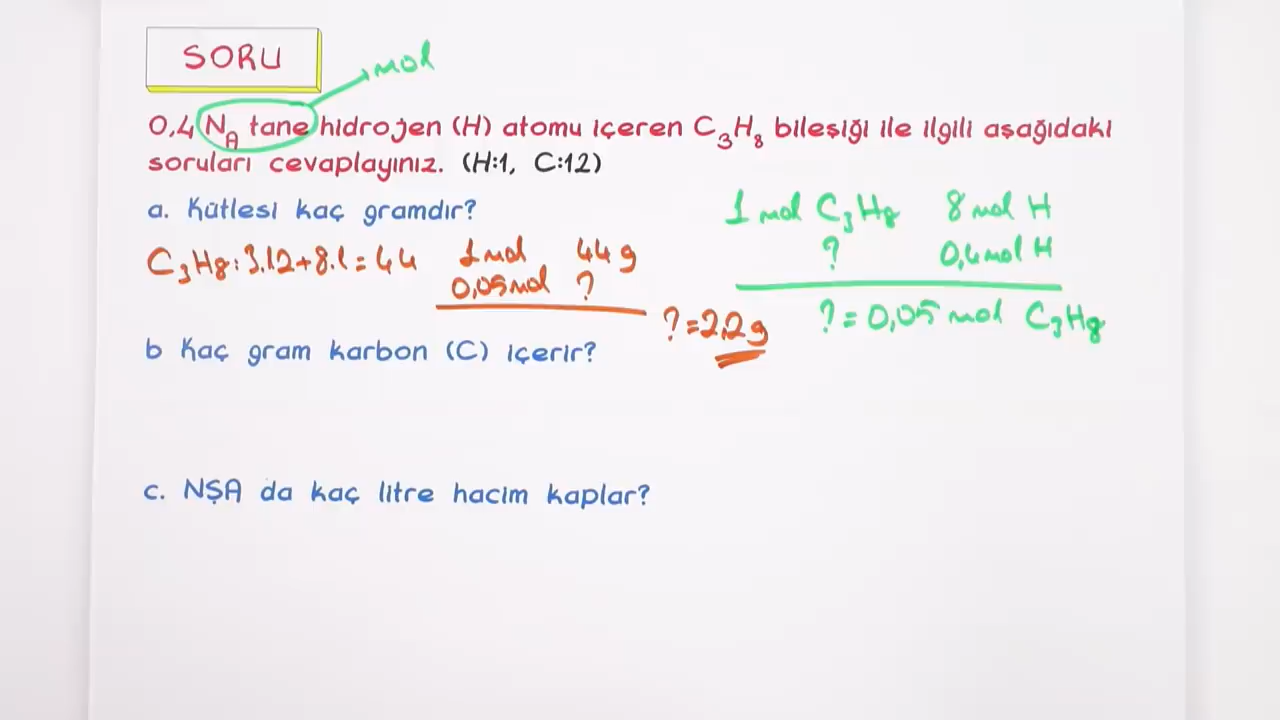 SORU
mol
0,4 N_A tane hidrojen (H) atomu içeren C₃H₈ bileşiği ile ilgili aşağıdaki
soruları cevaplayınız. (H:1, C:12)
a. Kütlesi kaç gramdır?
C₃H₈: 3.12+8.1=44
1 mol 44 g
0,05 mol ?
?=2,2g
1 mol C₃H₈ 8 mol H
? 0,4 mol H
?=0,05 mol C₃H₈
b Kaç gram karbon (C) içerir?
c. NŞA da kaç litre hacim kaplar?